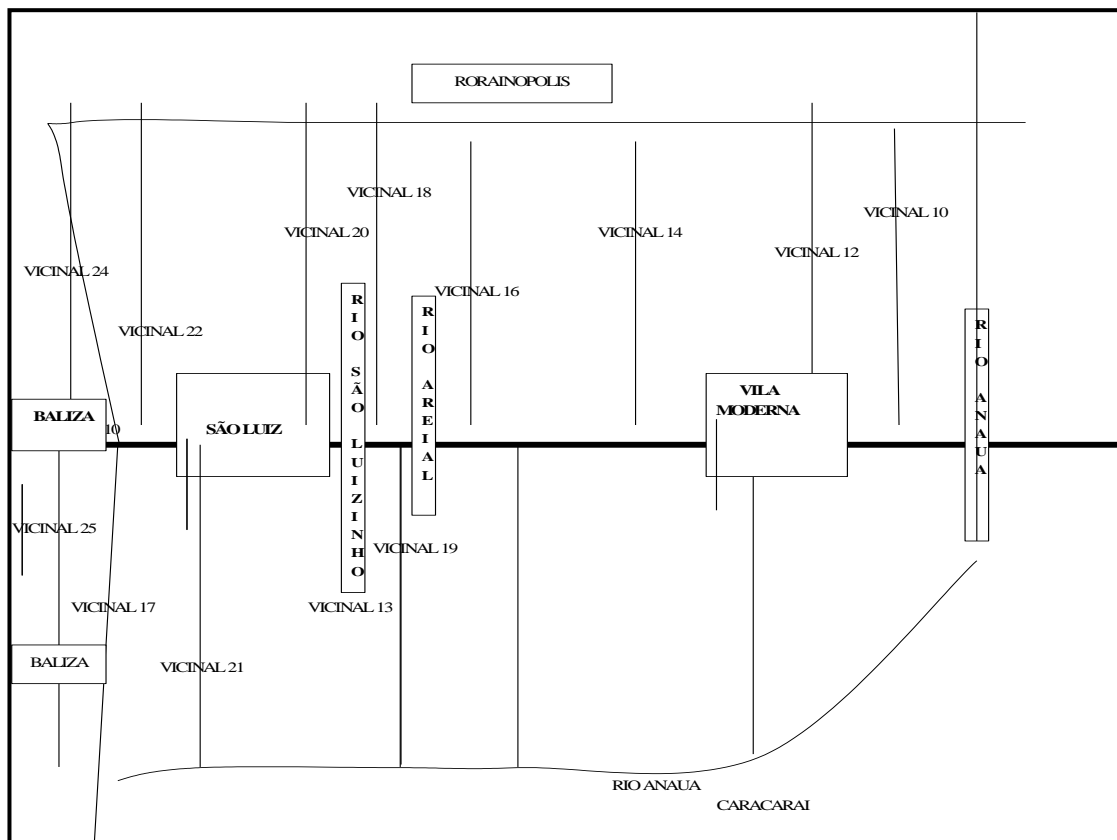 RORAINOPOLIS
VICINAL 18
VICINAL 10
VICINAL 20
VICINAL 14
VICINAL 12
VICINAL 24
VICINAL 16
VICINAL 22
RIO SÃO LUIZINHO
RIO AREIAL
RIO ANAUA
BALIZA
10
SÃO LUIZ
VILA
MODERNA
VICINAL 25
VICINAL 19
VICINAL 17
VICINAL 13
BALIZA
VICINAL 21
RIO ANAUA
CARACARAI